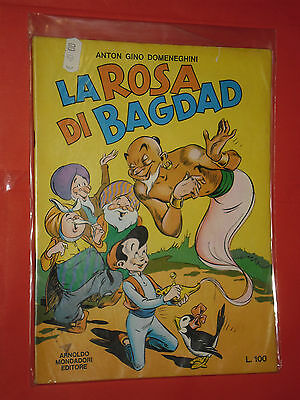 ANTON GINO DOMENEGHINI
LA ROSA
DI BAGDAD
ARNOLDO
MONDADORI
EDITORE
L. 100